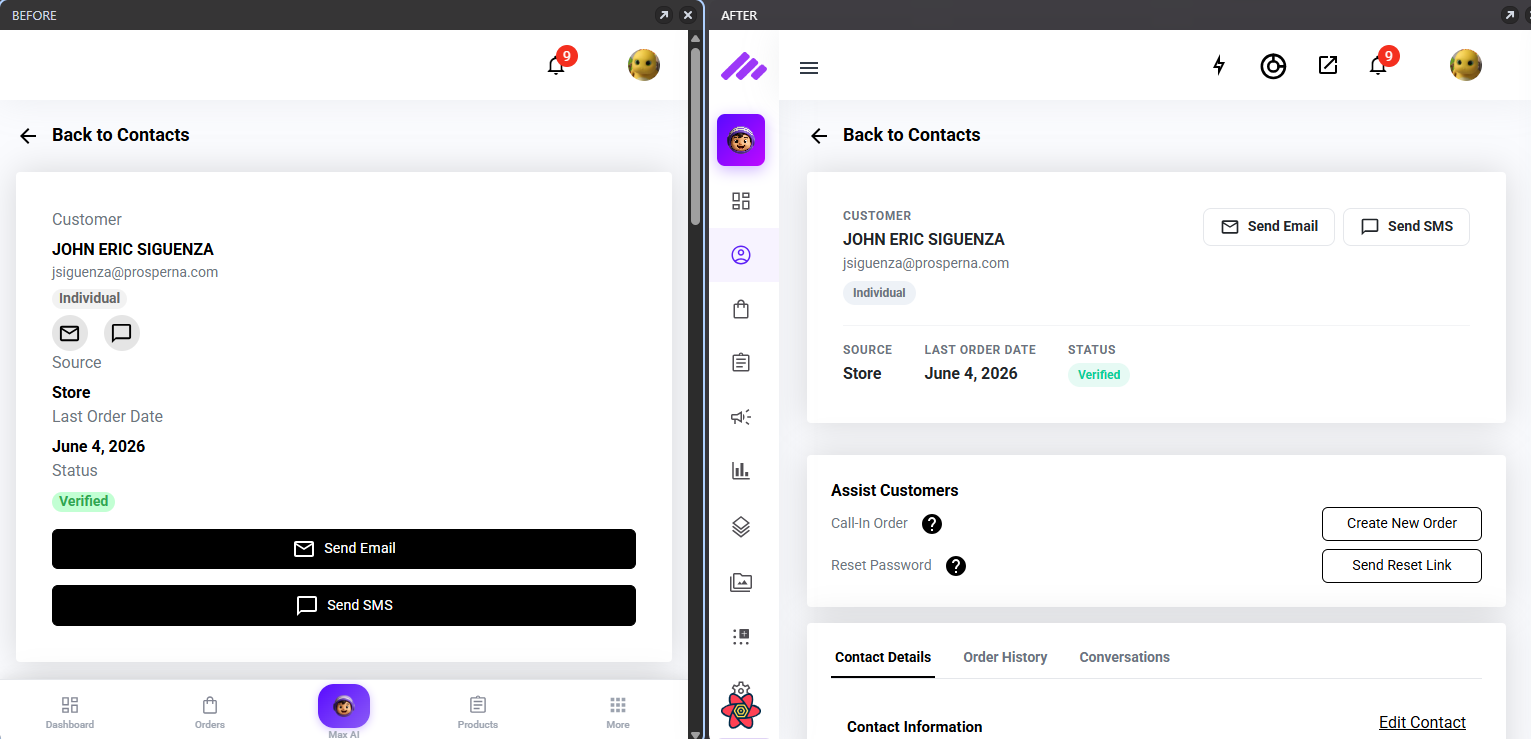 BEFORE
9
Back to Contacts
Customer
JOHN ERIC SIGUENZA
jsiguenza@prosperna.com
Individual
Source
Store
Last Order Date
June 4, 2026
Status
Verified
Send Email
Send SMS
Dashboard
Orders
Max AI
Products
More
AFTER
9
Back to Contacts
CUSTOMER
JOHN ERIC SIGUENZA
jsiguenza@prosperna.com
Individual
Send Email
Send SMS
SOURCE
LAST ORDER DATE
STATUS
Store
June 4, 2026
Verified
Assist Customers
Call-In Order ?
Create New Order
Reset Password ?
Send Reset Link
Contact Details
Order History
Conversations
Contact Information
Edit Contact